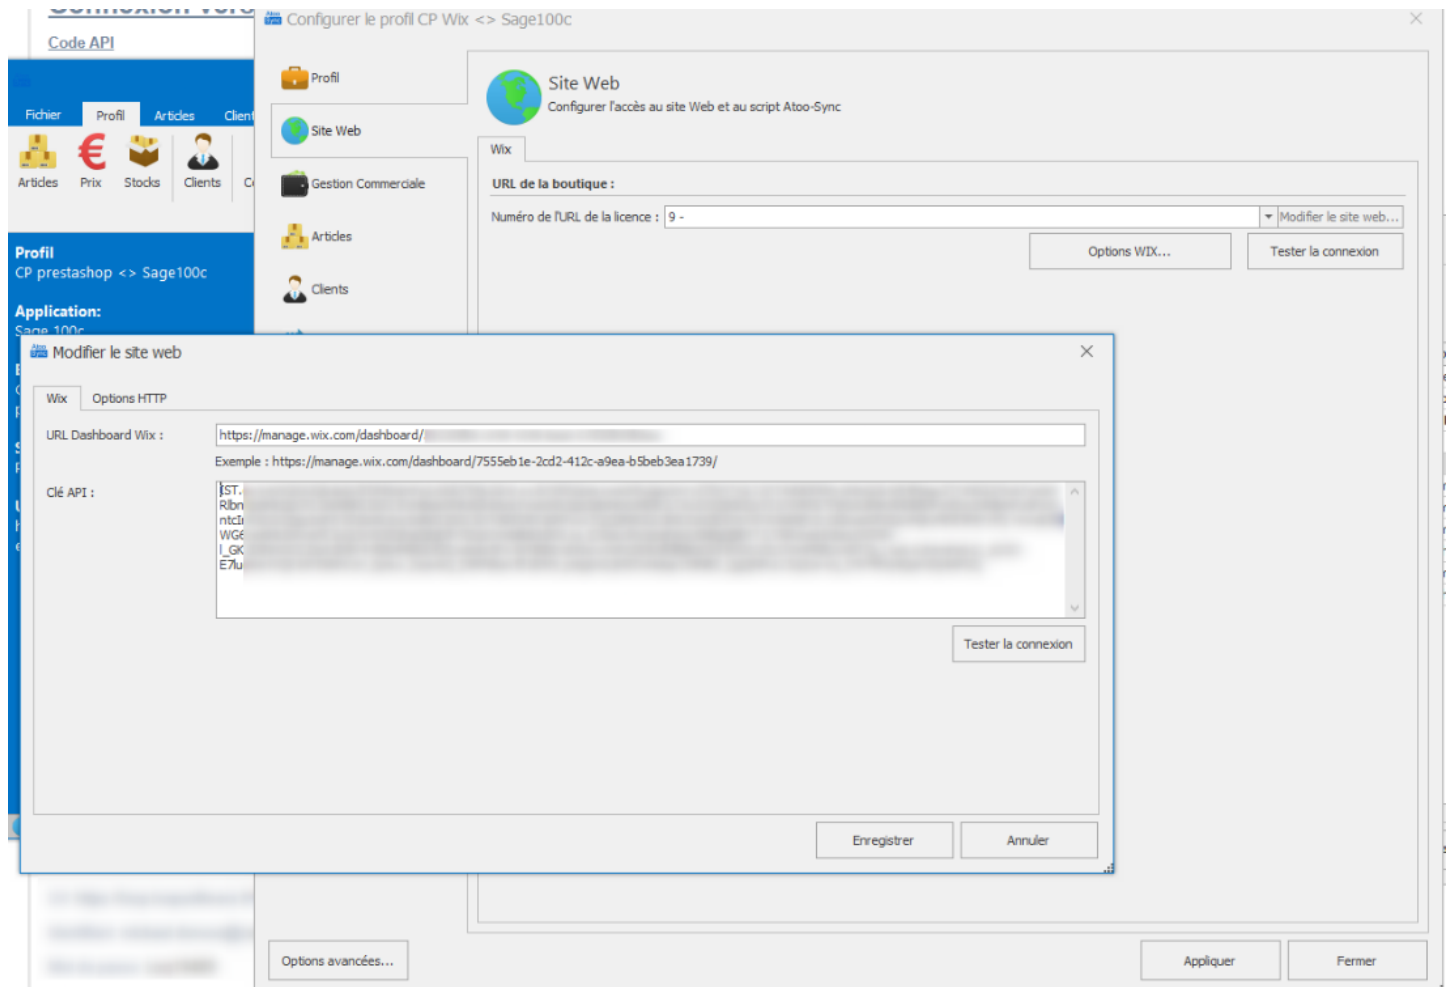 Code API
Configurer le profil CP Wix <> Sage100c
Fichier Profil Articles Client
Articles Prix Stocks Clients
Profil
CP prestashop <> Sage100c
Application:
Sage 100c
Profil
Site Web
Gestion Commerciale
Articles
Clients
Site Web
Configurer l'accès au site Web et au script Atoo-Sync
Wix
URL de la boutique :
Numéro de l'URL de la licence : 9 - Modifier le site web...
Options WIX... Tester la connexion
Modifier le site web
Wix Options HTTP
URL Dashboard Wix : https://manage.wix.com/dashboard/
Exemple : https://manage.wix.com/dashboard/7555eb1e-2cd2-412c-a9ea-b5beb3ea1739/
Clé API :
Tester la connexion
Enregistrer Annuler
Options avancées... Appliquer Fermer